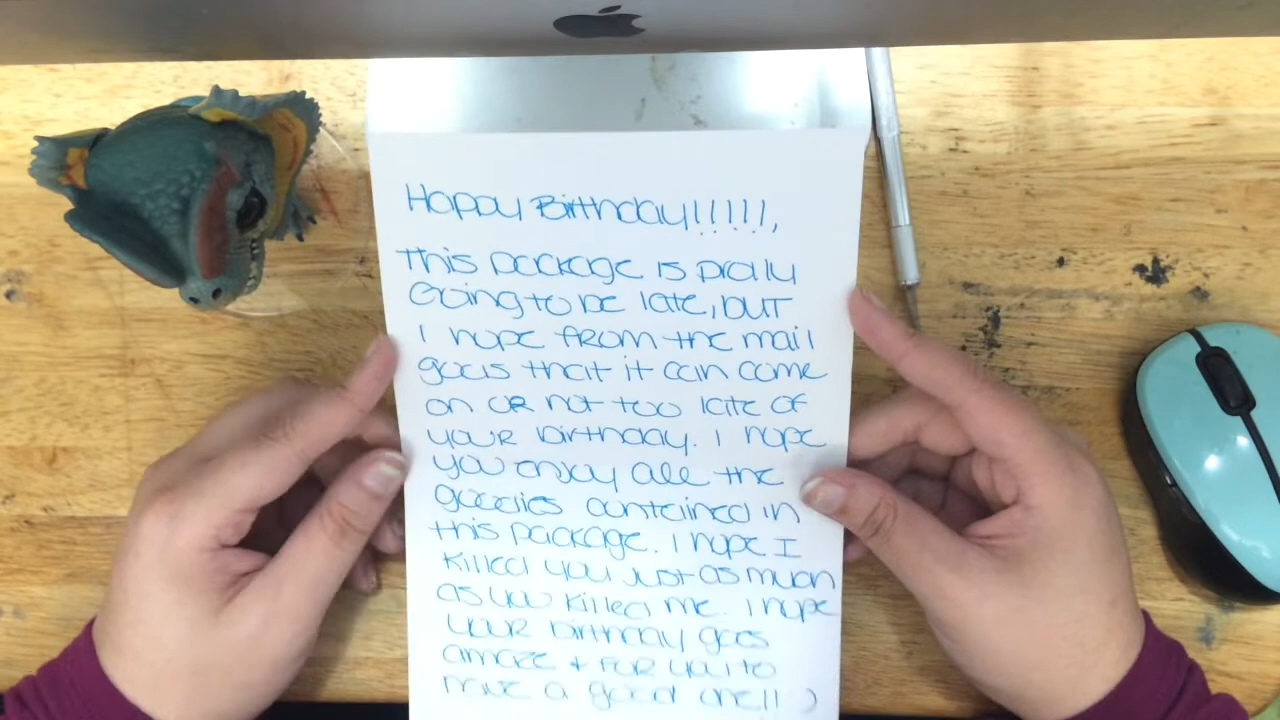 Happy Birthday!!!!!,
This package is prolly
Going to be late, but
I hope from the mail
gods that it can come
on OR not too late of
your birthday. I hope
you enjoy all the
goodies contained in
this package. I hope I
killed you just as much
as you killed me. I hope
your birthday goes
amaze + for you to
have a good one!! )